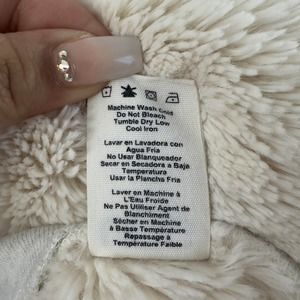 Machine Wash Cold
Do Not Bleach
Tumble Dry Low
Cool Iron
Lavar en Lavadora con
Agua Fria
No Usar Blanqueador
Secar en Secadora a Baja
Temperatura
Usar la Plancha Fria
Laver en Machine à
L'Eau Froide
Ne Pas Utiliser Agent de
Blanchiment
Sécher en Machine
à Basse Température
Repassage à
Température Faible